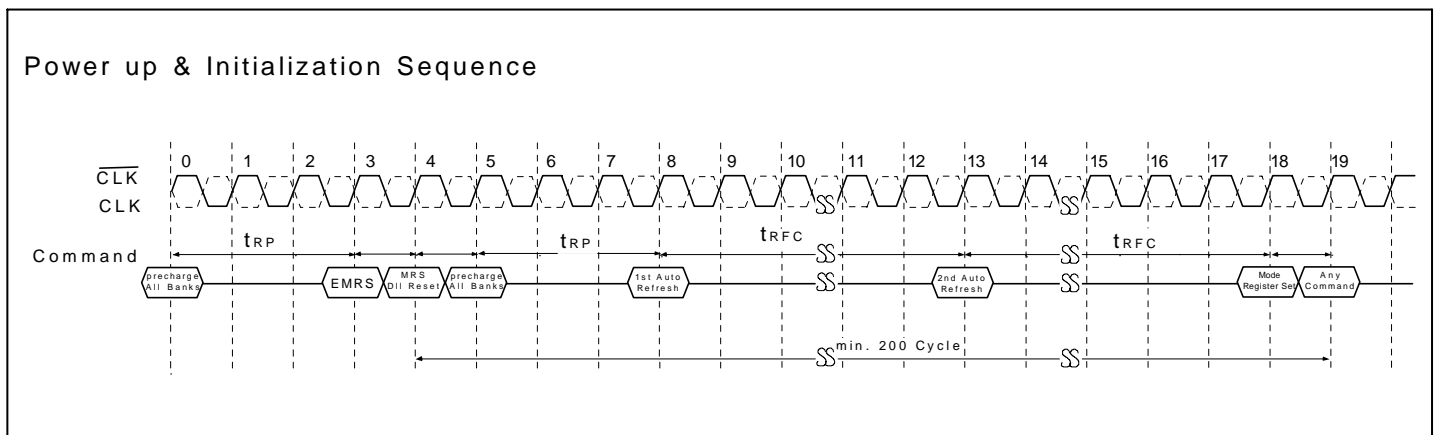 Power up & Initialization Sequence
0 1 2 3 4 5 6 7 8 9 10 11 12 13 14 15 16 17 18 19
CLK
CLK
tRP tRP tRFC tRFC
Command
precharge All Banks
EMRS
MRS Dll Reset
precharge All Banks
1st Auto Refresh
2nd Auto Refresh
Mode Register Set
Any Command
min. 200 Cycle